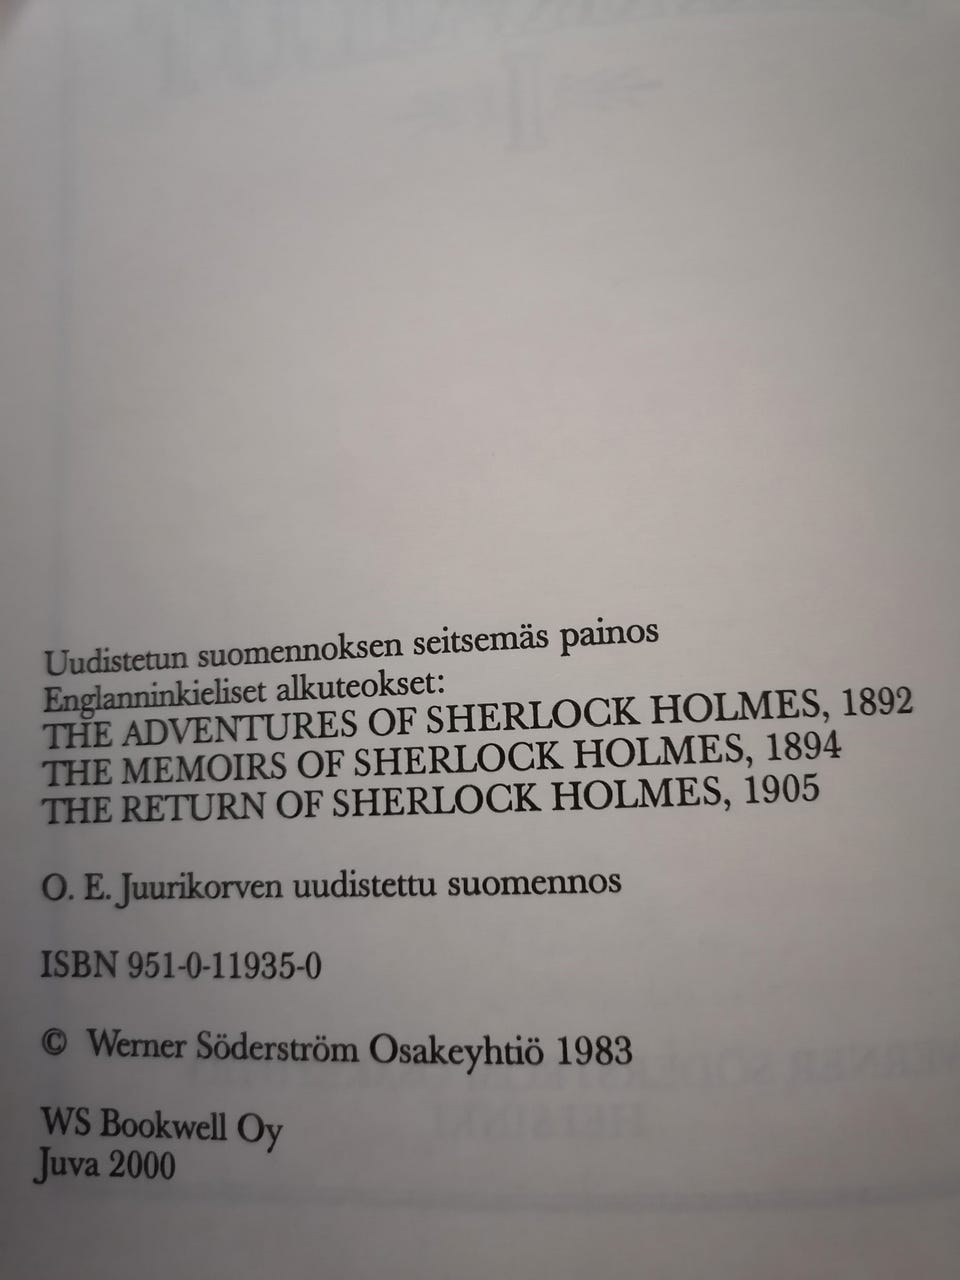 Uudistetun suomennoksen seitsemäs painos
Englanninkieliset alkuteokset:
THE ADVENTURES OF SHERLOCK HOLMES, 1892
THE MEMOIRS OF SHERLOCK HOLMES, 1894
THE RETURN OF SHERLOCK HOLMES, 1905
O. E. Juurikorven uudistettu suomennos
ISBN 951-0-11935-0
© Werner Söderström Osakeyhtiö 1983
WS Bookwell Oy
Juva 2000